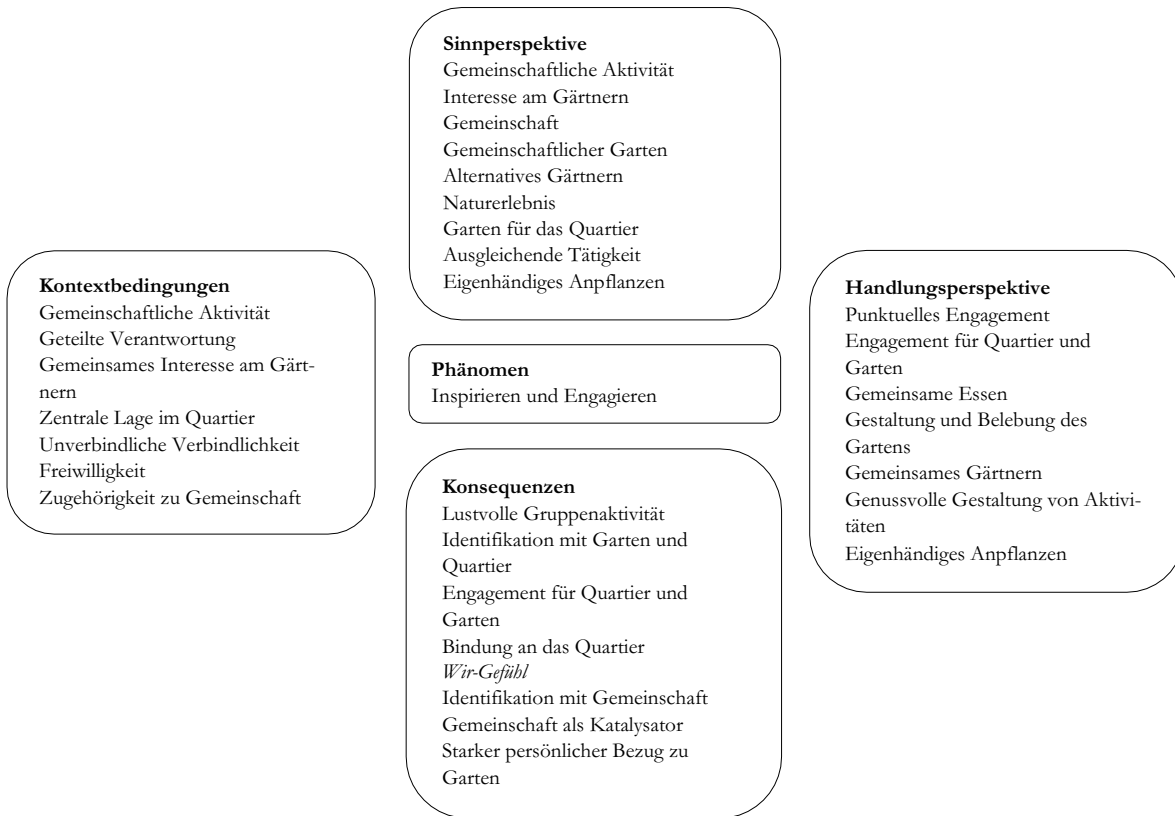 Sinnperspektive
Gemeinschaftliche Aktivität
Interesse am Gärtnern
Gemeinschaft
Gemeinschaftlicher Garten
Alternatives Gärtnern
Naturerlebnis
Garten für das Quartier
Ausgleichende Tätigkeit
Eigenhändiges Anpflanzen
Kontextbedingungen
Gemeinschaftliche Aktivität
Geteilte Verantwortung
Gemeinsames Interesse am Gärt-
nern
Zentrale Lage im Quartier
Unverbindliche Verbindlichkeit
Freiwilligkeit
Zugehörigkeit zu Gemeinschaft
Phänomen
Inspirieren und Engagieren
Handlungsperspektive
Punktuelles Engagement
Engagement für Quartier und
Garten
Gemeinsame Essen
Gestaltung und Belebung des
Gartens
Gemeinsames Gärtnern
Genussvolle Gestaltung von Aktivi-
täten
Eigenhändiges Anpflanzen
Konsequenzen
Lustvolle Gruppenaktivität
Identifikation mit Garten und
Quartier
Engagement für Quartier und
Garten
Bindung an das Quartier
Wir-Gefühl
Identifikation mit Gemeinschaft
Gemeinschaft als Katalysator
Starker persönlicher Bezug zu
Garten